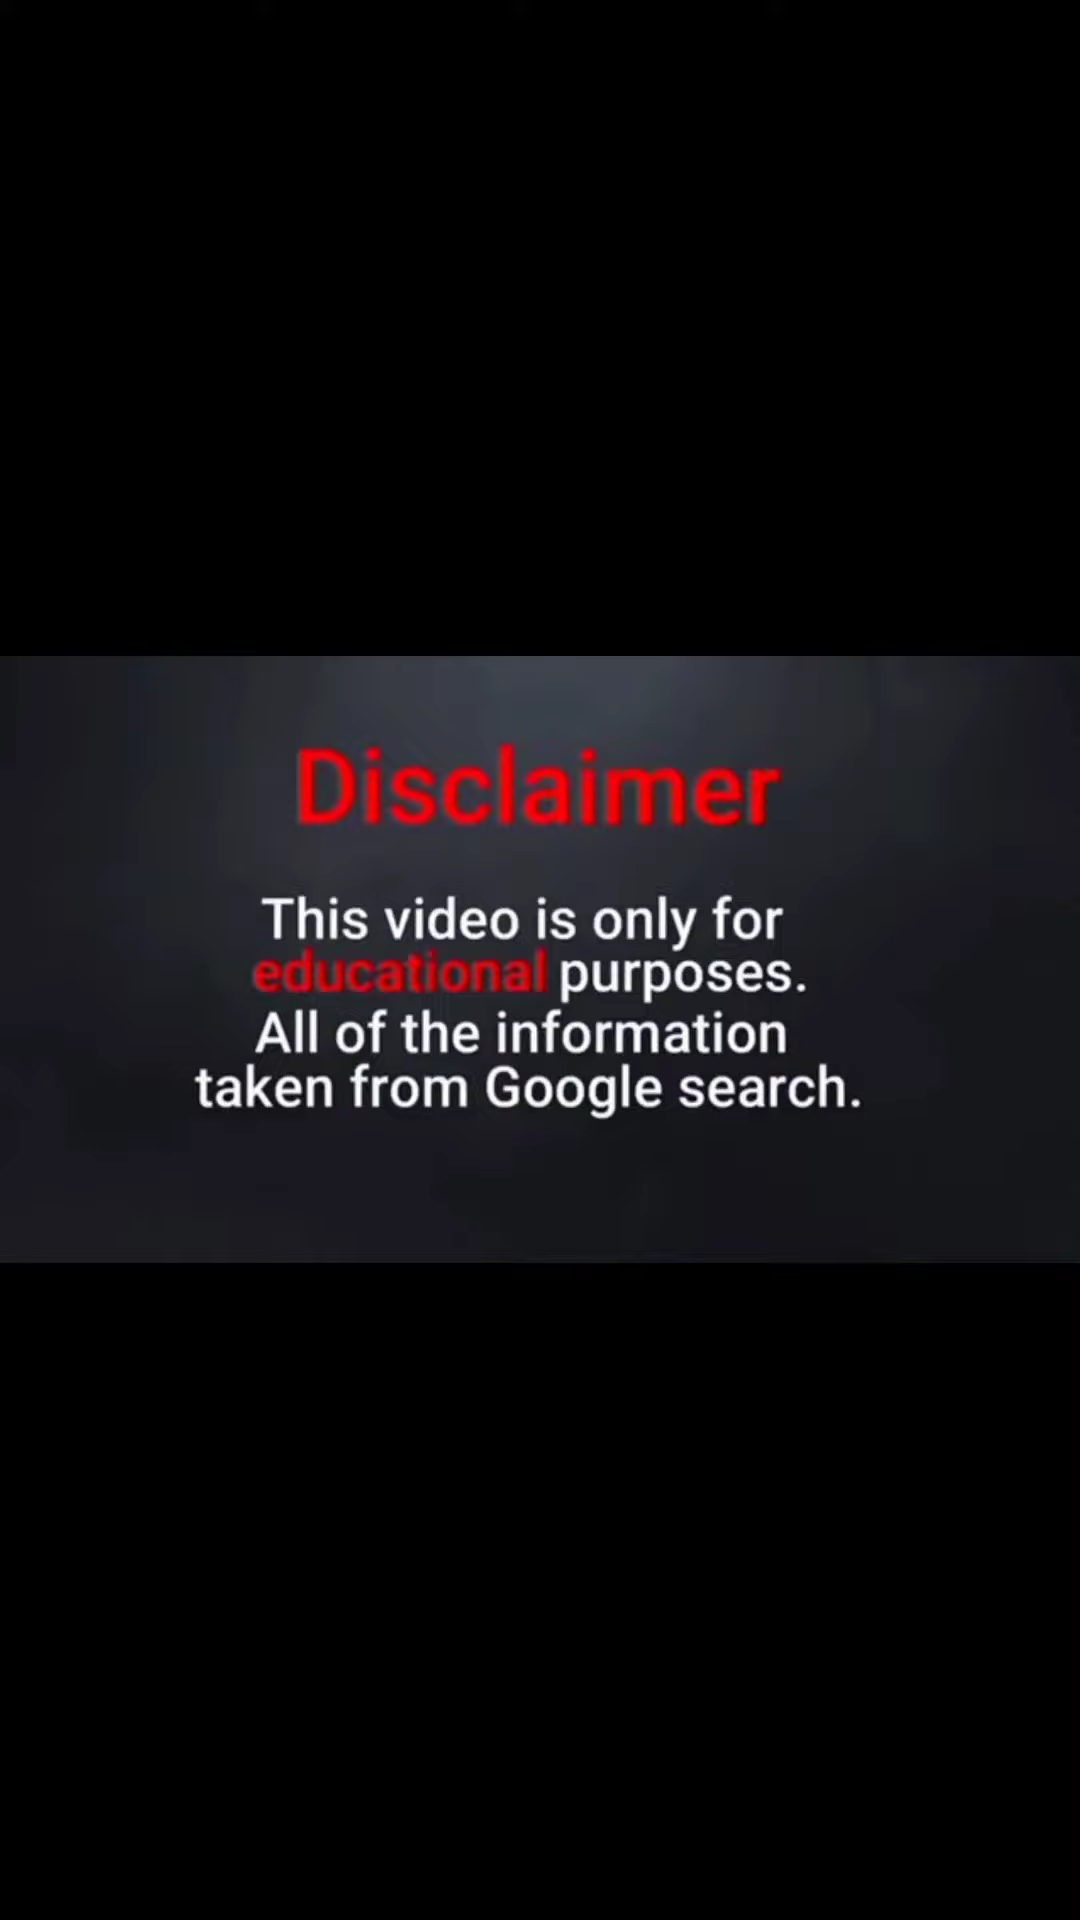 Disclaimer
This video is only for
educational purposes.
All of the information
taken from Google search.